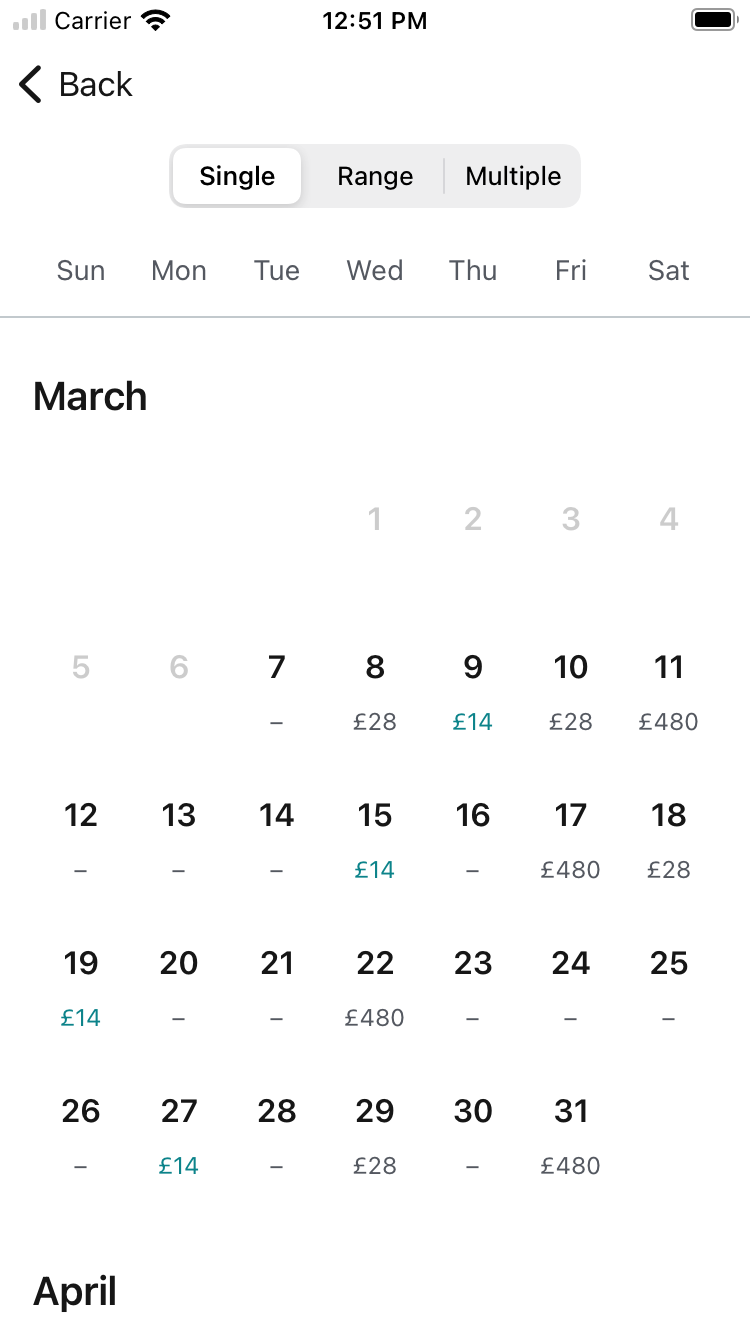 Carrier 12:51 PM
Back
Single Range Multiple
Sun Mon Tue Wed Thu Fri Sat
March
1 2 3 4
5 6 7 8 9 10 11
– £28 £14 £28 £480
12 13 14 15 16 17 18
– – – £14 – £480 £28
19 20 21 22 23 24 25
£14 – – £480 – – –
26 27 28 29 30 31
– £14 – £28 – £480
April